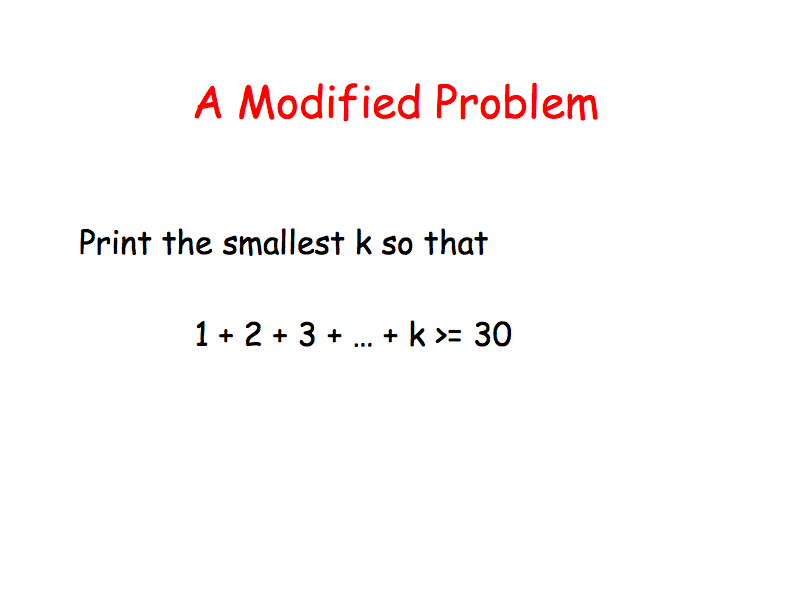 A Modified Problem
Print the smallest k so that
1 + 2 + 3 + … + k >= 30